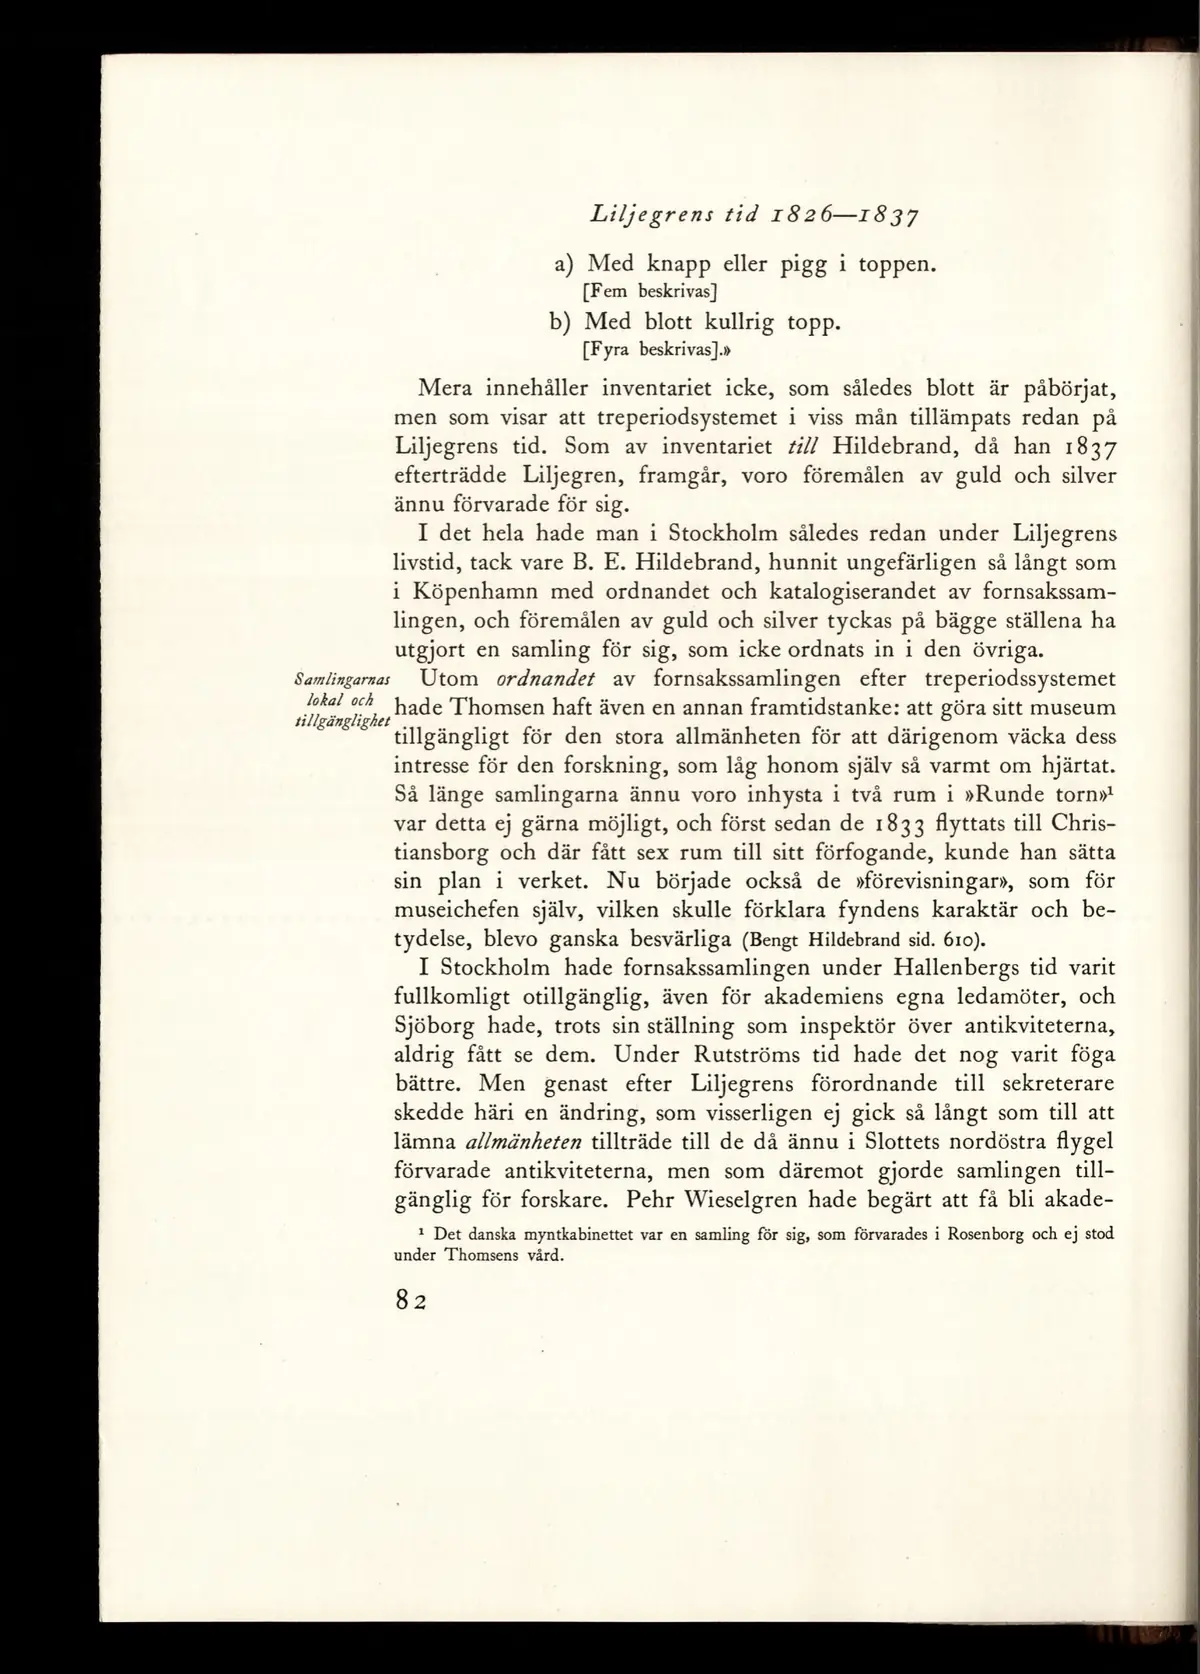 Liljegrens tid 1826—1837
a) Med knapp eller pigg i toppen.
[Fem beskrivas]
b) Med blott kullrig topp.
[Fyra beskrivas].»
Mera innehåller inventariet icke, som således blott är påbörjat,
men som visar att treperiodsystemet i viss mån tillämpats redan på
Liljegrens tid. Som av inventariet till Hildebrand, då han 1837
efterträdde Liljegren, framgår, voro föremålen av guld och silver
ännu förvarade för sig.
I det hela hade man i Stockholm således redan under Liljegrens
livstid, tack vare B. E. Hildebrand, hunnit ungefärligen så långt som
i Köpenhamn med ordnandet och katalogiserandet av fornsakssam-
lingen, och föremålen av guld och silver tyckas på bägge ställena ha
utgjort en samling för sig, som icke ordnats in i den övriga.
Samlingarnas
lokal och
tillgänglighet
Utom ordnandet av fornsakssamlingen efter treperiodssystemet
hade Thomsen haft även en annan framtidstanke: att göra sitt museum
tillgängligt för den stora allmänheten för att därigenom väcka dess
intresse för den forskning, som låg honom själv så varmt om hjärtat.
Så länge samlingarna ännu voro inhysta i två rum i »Runde torn»¹
var detta ej gärna möjligt, och först sedan de 1833 flyttats till Chris-
tiansborg och där fått sex rum till sitt förfogande, kunde han sätta
sin plan i verket. Nu började också de »förevisningar», som för
museichefen själv, vilken skulle förklara fyndens karaktär och be-
tydelse, blevo ganska besvärliga (Bengt Hildebrand sid. 610).
I Stockholm hade fornsakssamlingen under Hallenbergs tid varit
fullkomligt otillgänglig, även för akademiens egna ledamöter, och
Sjöborg hade, trots sin ställning som inspektör över antikviteterna,
aldrig fått se dem. Under Rutströms tid hade det nog varit föga
bättre. Men genast efter Liljegrens förordnande till sekreterare
skedde häri en ändring, som visserligen ej gick så långt som till att
lämna allmänheten tillträde till de då ännu i Slottets nordöstra flygel
förvarade antikviteterna, men som däremot gjorde samlingen till-
gänglig för forskare. Pehr Wieselgren hade begärt att få bli akade-
¹ Det danska myntkabinettet var en samling för sig, som förvarades i Rosenborg och ej stod
under Thomsens vård.
82